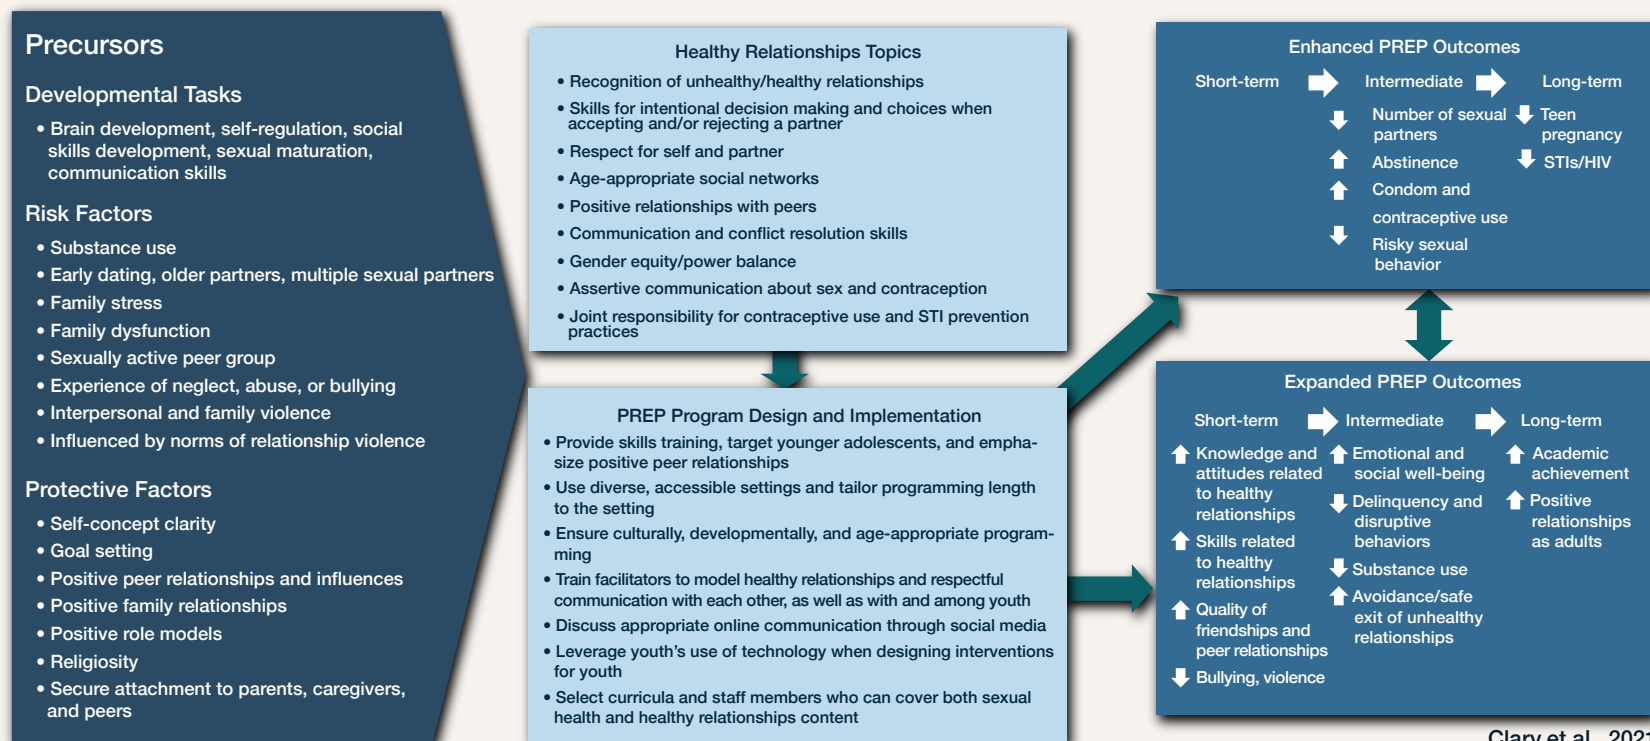 Precursors
Developmental Tasks
• Brain development, self-regulation, social
skills development, sexual maturation,
communication skills
Risk Factors
• Substance use
• Early dating, older partners, multiple sexual partners
• Family stress
• Family dysfunction
• Sexually active peer group
• Experience of neglect, abuse, or bullying
• Interpersonal and family violence
• Influenced by norms of relationship violence
Protective Factors
• Self-concept clarity
• Goal setting
• Positive peer relationships and influences
• Positive family relationships
• Positive role models
• Religiosity
• Secure attachment to parents, caregivers,
and peers
Healthy Relationships Topics
• Recognition of unhealthy/healthy relationships
• Skills for intentional decision making and choices when
accepting and/or rejecting a partner
• Respect for self and partner
• Age-appropriate social networks
• Positive relationships with peers
• Communication and conflict resolution skills
• Gender equity/power balance
• Assertive communication about sex and contraception
• Joint responsibility for contraceptive use and STI prevention
practices
PREP Program Design and Implementation
• Provide skills training, target younger adolescents, and empha-
size positive peer relationships
• Use diverse, accessible settings and tailor programming length
to the setting
• Ensure culturally, developmentally, and age-appropriate program-
ming
• Train facilitators to model healthy relationships and respectful
communication with each other, as well as with and among youth
• Discuss appropriate online communication through social media
• Leverage youth's use of technology when designing interventions
for youth
• Select curricula and staff members who can cover both sexual
health and healthy relationships content
Enhanced PREP Outcomes
Short-term
Intermediate
Long-term
Number of sexual
partners
Abstinence
Condom and
contraceptive use
Risky sexual
behavior
Teen
pregnancy
STIs/HIV
Expanded PREP Outcomes
Short-term
Intermediate
Long-term
Knowledge and
attitudes related
to healthy
relationships
Skills related
to healthy
relationships
Quality of
friendships and
peer relationships
Bullying, violence
Emotional and
social well-being
Delinquency and
disruptive
behaviors
Substance use
Avoidance/safe
exit of unhealthy
relationships
Academic
achievement
Positive
relationships
as adults
Clary et al.